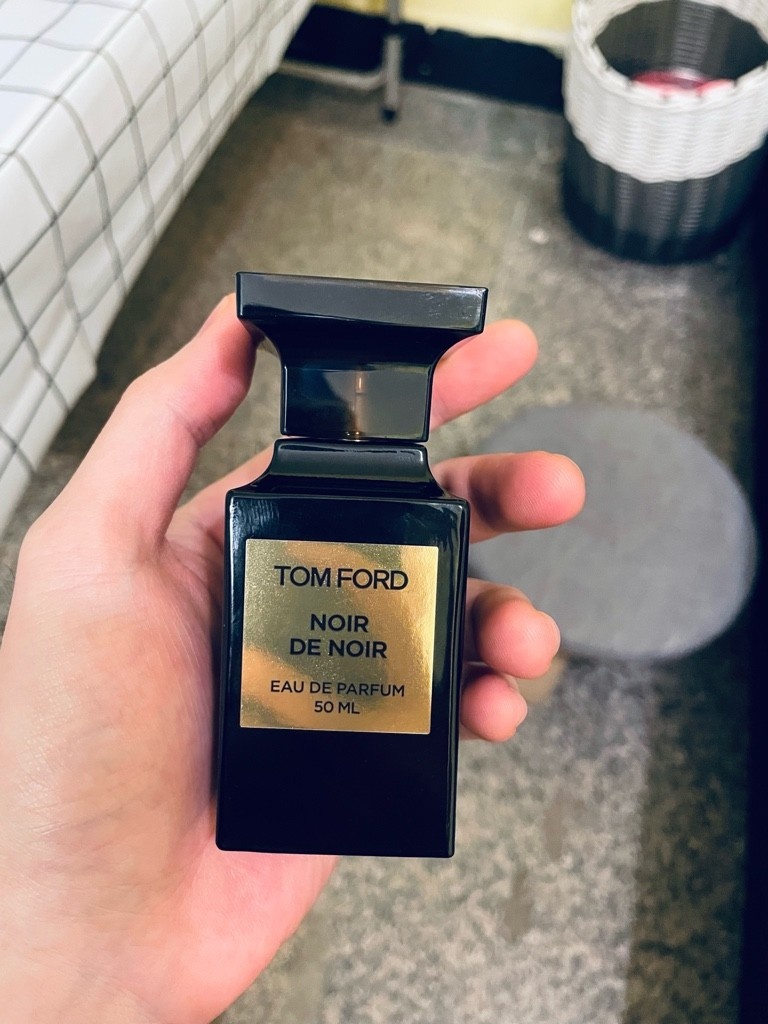 TOM FORD
NOIR
DE NOIR
EAU DE PARFUM
50 ML